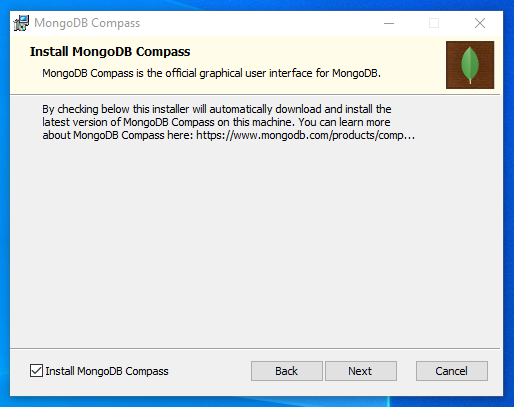 MongoDB Compass
Install MongoDB Compass
MongoDB Compass is the official graphical user interface for MongoDB.
By checking below this installer will automatically download and install the
latest version of MongoDB Compass on this machine. You can learn more
about MongoDB Compass here: https://www.mongodb.com/products/comp...
Install MongoDB Compass
Back
Next
Cancel